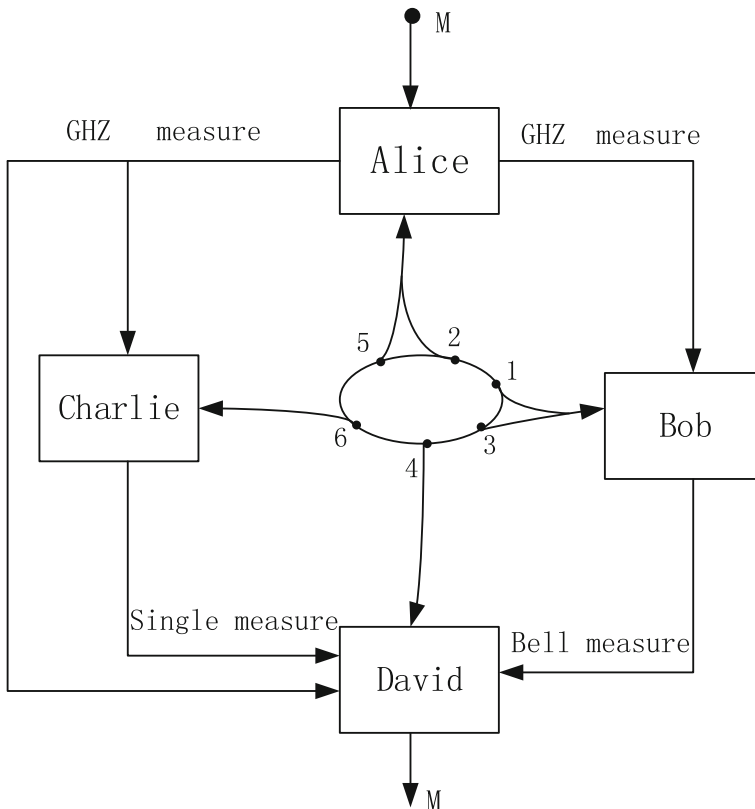 M
GHZ measure
GHZ measure
Alice
5
2
1
Charlie
Bob
6
3
4
Single measure
Bell measure
David
M